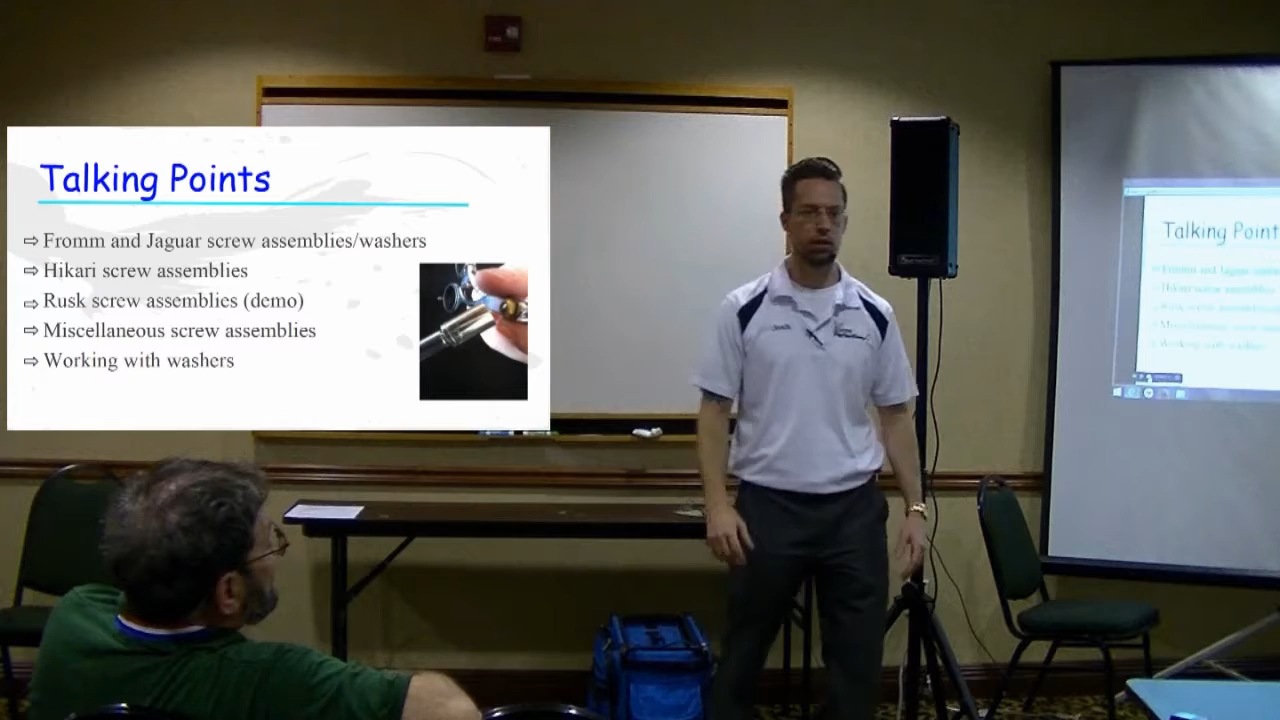 Talking Points
⇨ Fromm and Jaguar screw assemblies/washers
⇨ Hikari screw assemblies
⇨ Rusk screw assemblies (demo)
⇨ Miscellaneous screw assemblies
⇨ Working with washers
Talking Point